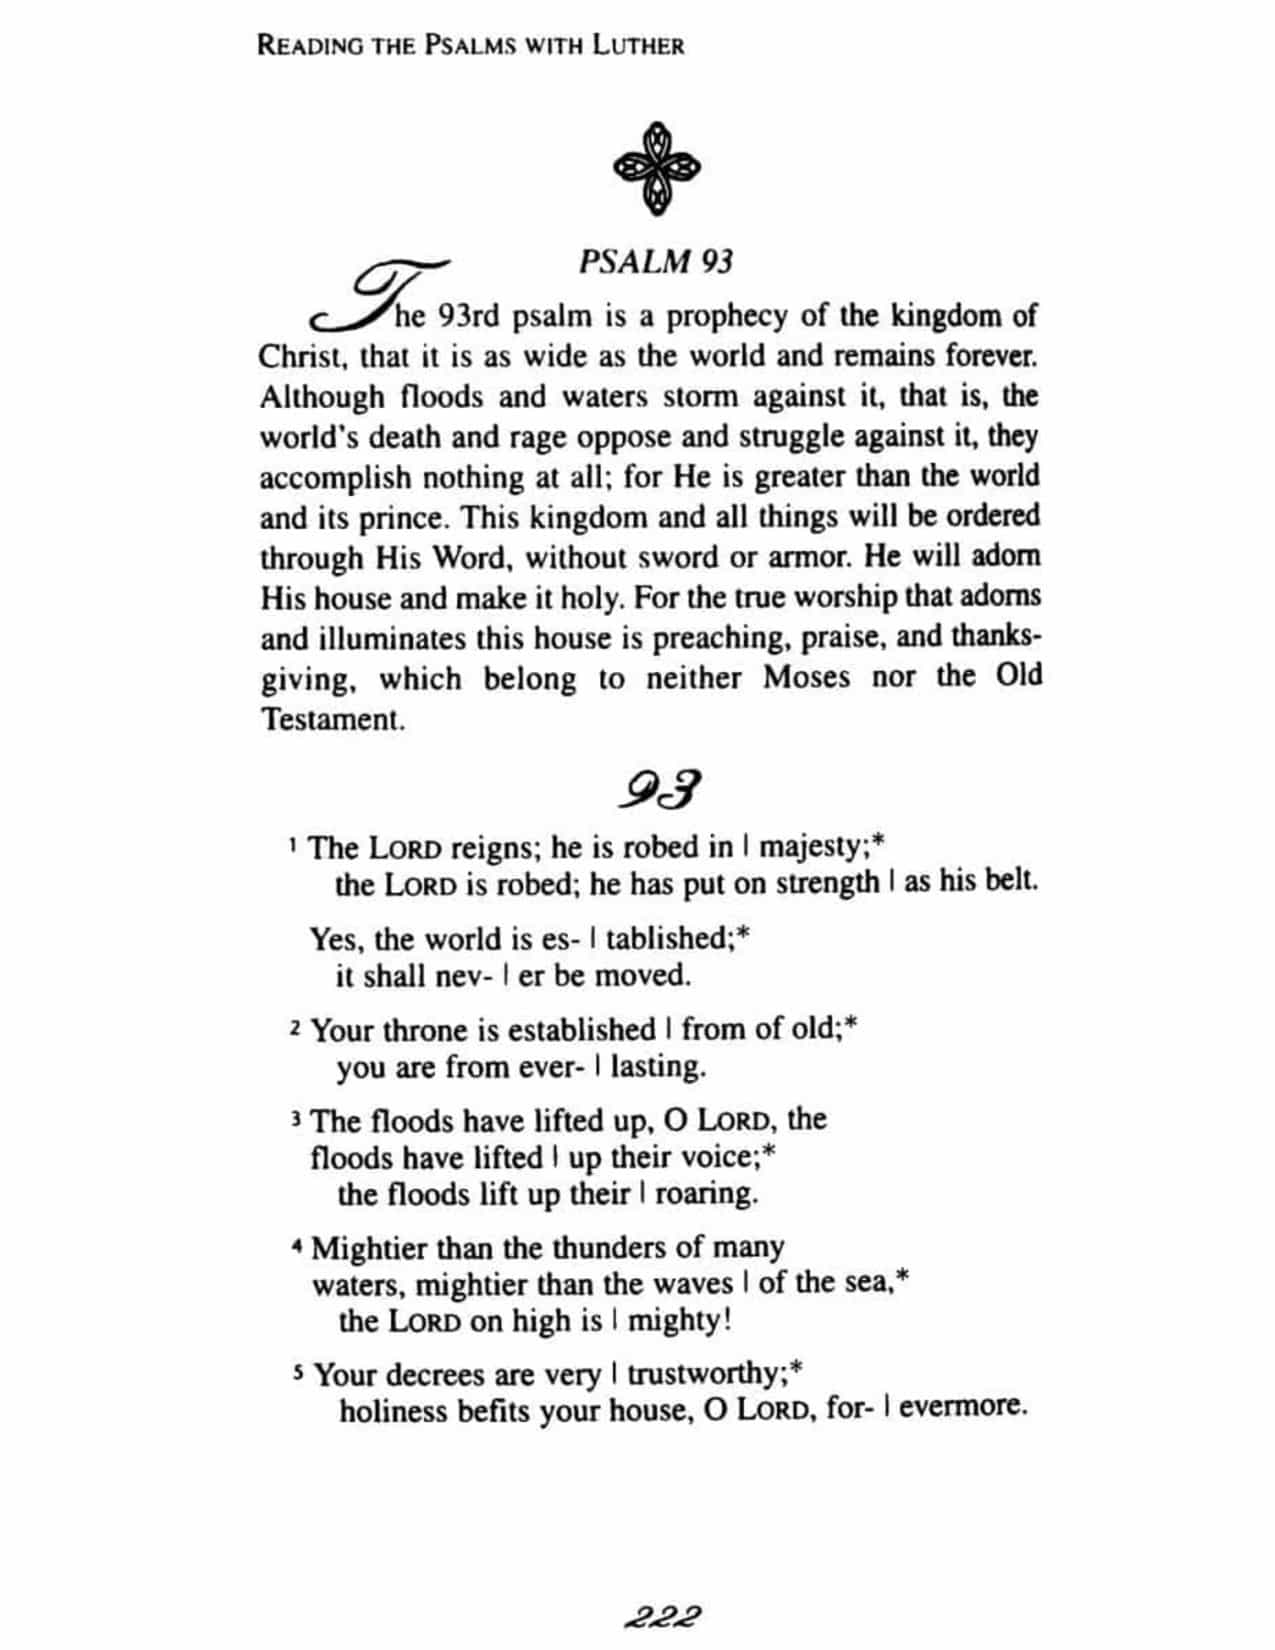 READING THE PSALMS WITH LUTHER
PSALM 93
The 93rd psalm is a prophecy of the kingdom of
Christ, that it is as wide as the world and remains forever.
Although floods and waters storm against it, that is, the
world's death and rage oppose and struggle against it, they
accomplish nothing at all; for He is greater than the world
and its prince. This kingdom and all things will be ordered
through His Word, without sword or armor. He will adorn
His house and make it holy. For the true worship that adorns
and illuminates this house is preaching, praise, and thanks-
giving, which belong to neither Moses nor the Old
Testament.
93
1 The LORD reigns; he is robed in | majesty;*
the LORD is robed; he has put on strength | as his belt.
Yes, the world is es- | tablished;*
it shall nev- | er be moved.
2 Your throne is established | from of old;*
you are from ever- | lasting.
3 The floods have lifted up, O LORD, the
floods have lifted | up their voice;*
the floods lift up their | roaring.
4 Mightier than the thunders of many
waters, mightier than the waves | of the sea,*
the LORD on high is | mighty!
5 Your decrees are very | trustworthy;*
holiness befits your house, O LORD, for- | evermore.
222